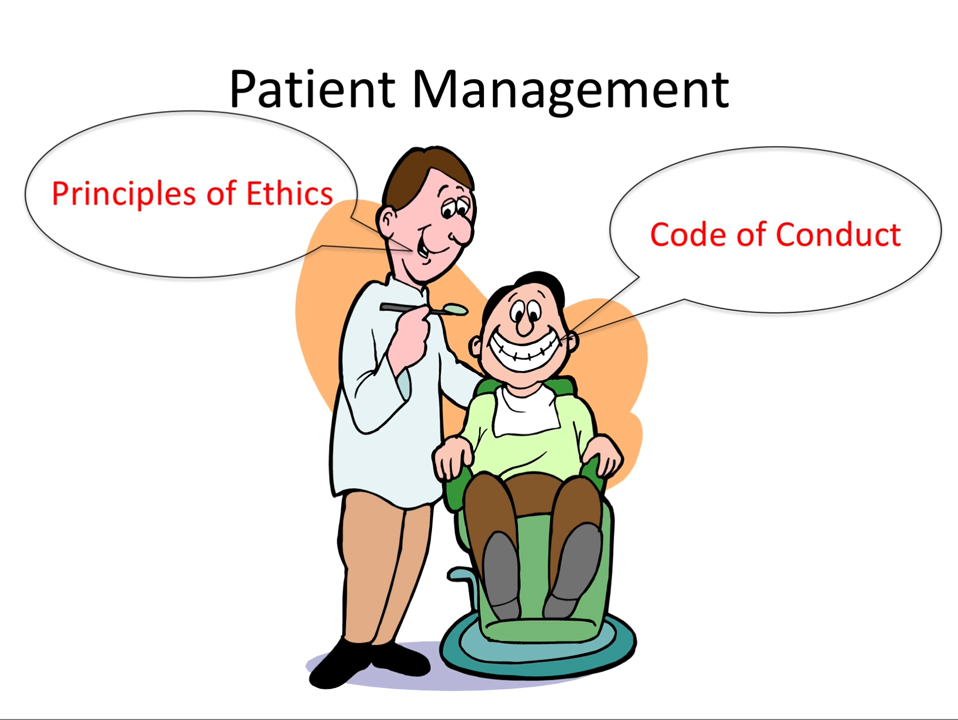 Patient Management
Principles of Ethics
Code of Conduct